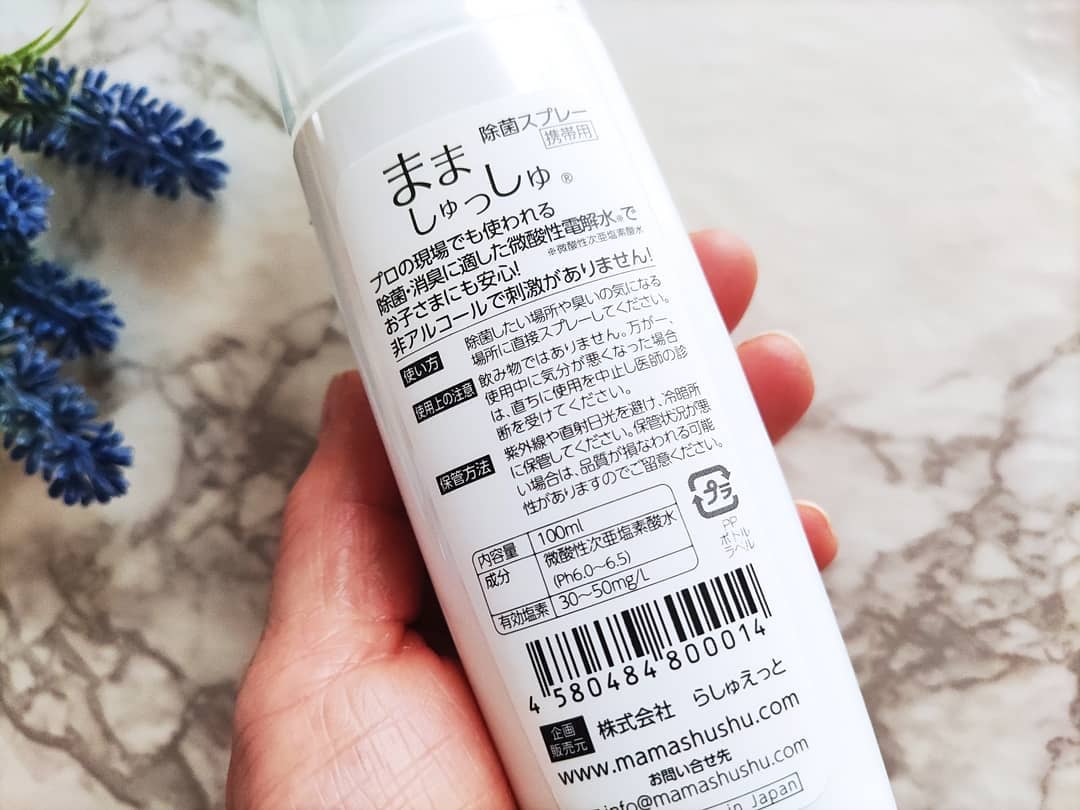 除菌スプレー
携帯用
まま
しゅっしゅ®
プロの現場でも使われる
除菌・消臭に適した微酸性電解水※で
※微酸性次亜塩素酸水
お子さまにも安心!
非アルコールで刺激がありません!
使い方
除菌したい場所や臭いの気になる
場所に直接スプレーしてください。
使用上の注意
飲み物ではありません。万が一、
使用中に気分が悪くなった場合
は、直ちに使用を中止し医師の診
断を受けてください。
保管方法
紫外線や直射日光を避け、冷暗所
に保管してください。保管状況が悪
い場合は、品質が損なわれる可能
性がありますのでご留意ください。
内容量 100ml
成分 微酸性次亜塩素酸水
(Ph6.0～6.5)
有効塩素 30～50mg/L
プラ
PP
ボトル
ラベル
4 580484 800014
企画
販売元
株式会社 らしゅえっと
www.mamashushu.com
お問い合せ先
info@mamashushu.com
in Japan